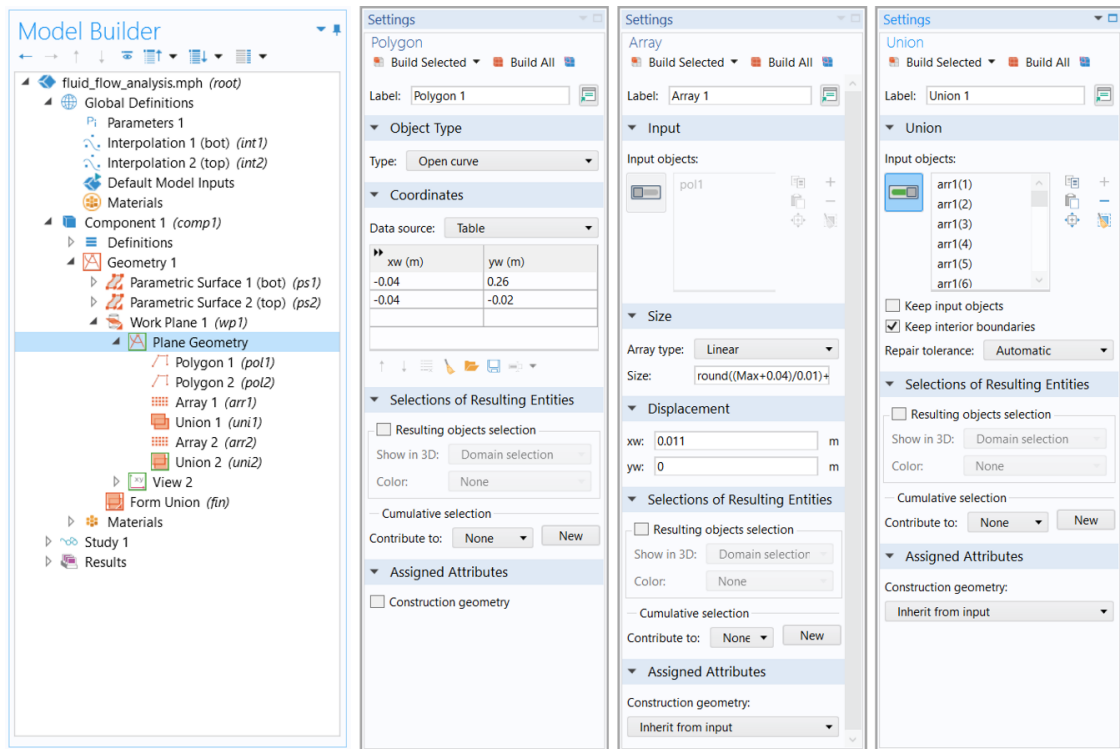 Model Builder
fluid_flow_analysis.mph (root)
Global Definitions
Pi Parameters 1
Interpolation 1 (bot) (int1)
Interpolation 2 (top) (int2)
Default Model Inputs
Materials
Component 1 (comp1)
Definitions
Geometry 1
Parametric Surface 1 (bot) (ps1)
Parametric Surface 2 (top) (ps2)
Work Plane 1 (wp1)
Plane Geometry
Polygon 1 (pol1)
Polygon 2 (pol2)
Array 1 (arr1)
Union 1 (uni1)
Array 2 (arr2)
Union 2 (uni2)
xy View 2
Form Union (fin)
Materials
Study 1
Results
Settings
Polygon
Build Selected Build All
Label: Polygon 1
Object Type
Type: Open curve
Coordinates
Data source: Table
xw (m) yw (m)
-0.04 0.26
-0.04 -0.02
Selections of Resulting Entities
Resulting objects selection
Show in 3D: Domain selection
Color: None
Cumulative selection
Contribute to: None New
Assigned Attributes
Construction geometry
Settings
Array
Build Selected Build All
Label: Array 1
Input
Input objects:
pol1
Size
Array type: Linear
Size: round((Max+0.04)/0.01)+
Displacement
xw: 0.011 m
yw: 0 m
Selections of Resulting Entities
Resulting objects selection
Show in 3D: Domain selection
Color: None
Cumulative selection
Contribute to: None New
Assigned Attributes
Construction geometry:
Inherit from input
Settings
Union
Build Selected Build All
Label: Union 1
Union
Input objects:
arr1(1)
arr1(2)
arr1(3)
arr1(4)
arr1(5)
arr1(6)
Keep input objects
Keep interior boundaries
Repair tolerance: Automatic
Selections of Resulting Entities
Resulting objects selection
Show in 3D: Domain selection
Color: None
Cumulative selection
Contribute to: None New
Assigned Attributes
Construction geometry:
Inherit from input